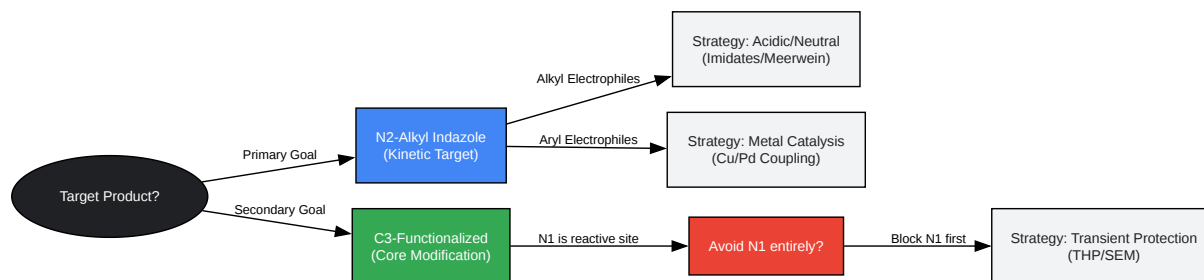 Target Product?
Primary Goal
Secondary Goal
N2-Alkyl Indazole
(Kinetic Target)
Alkyl Electrophiles
Aryl Electrophiles
Strategy: Acidic/Neutral
(Imidates/Meerwein)
Strategy: Metal Catalysis
(Cu/Pd Coupling)
C3-Functionalized
(Core Modification)
N1 is reactive site
Avoid N1 entirely?
Block N1 first
Strategy: Transient Protection
(THP/SEM)